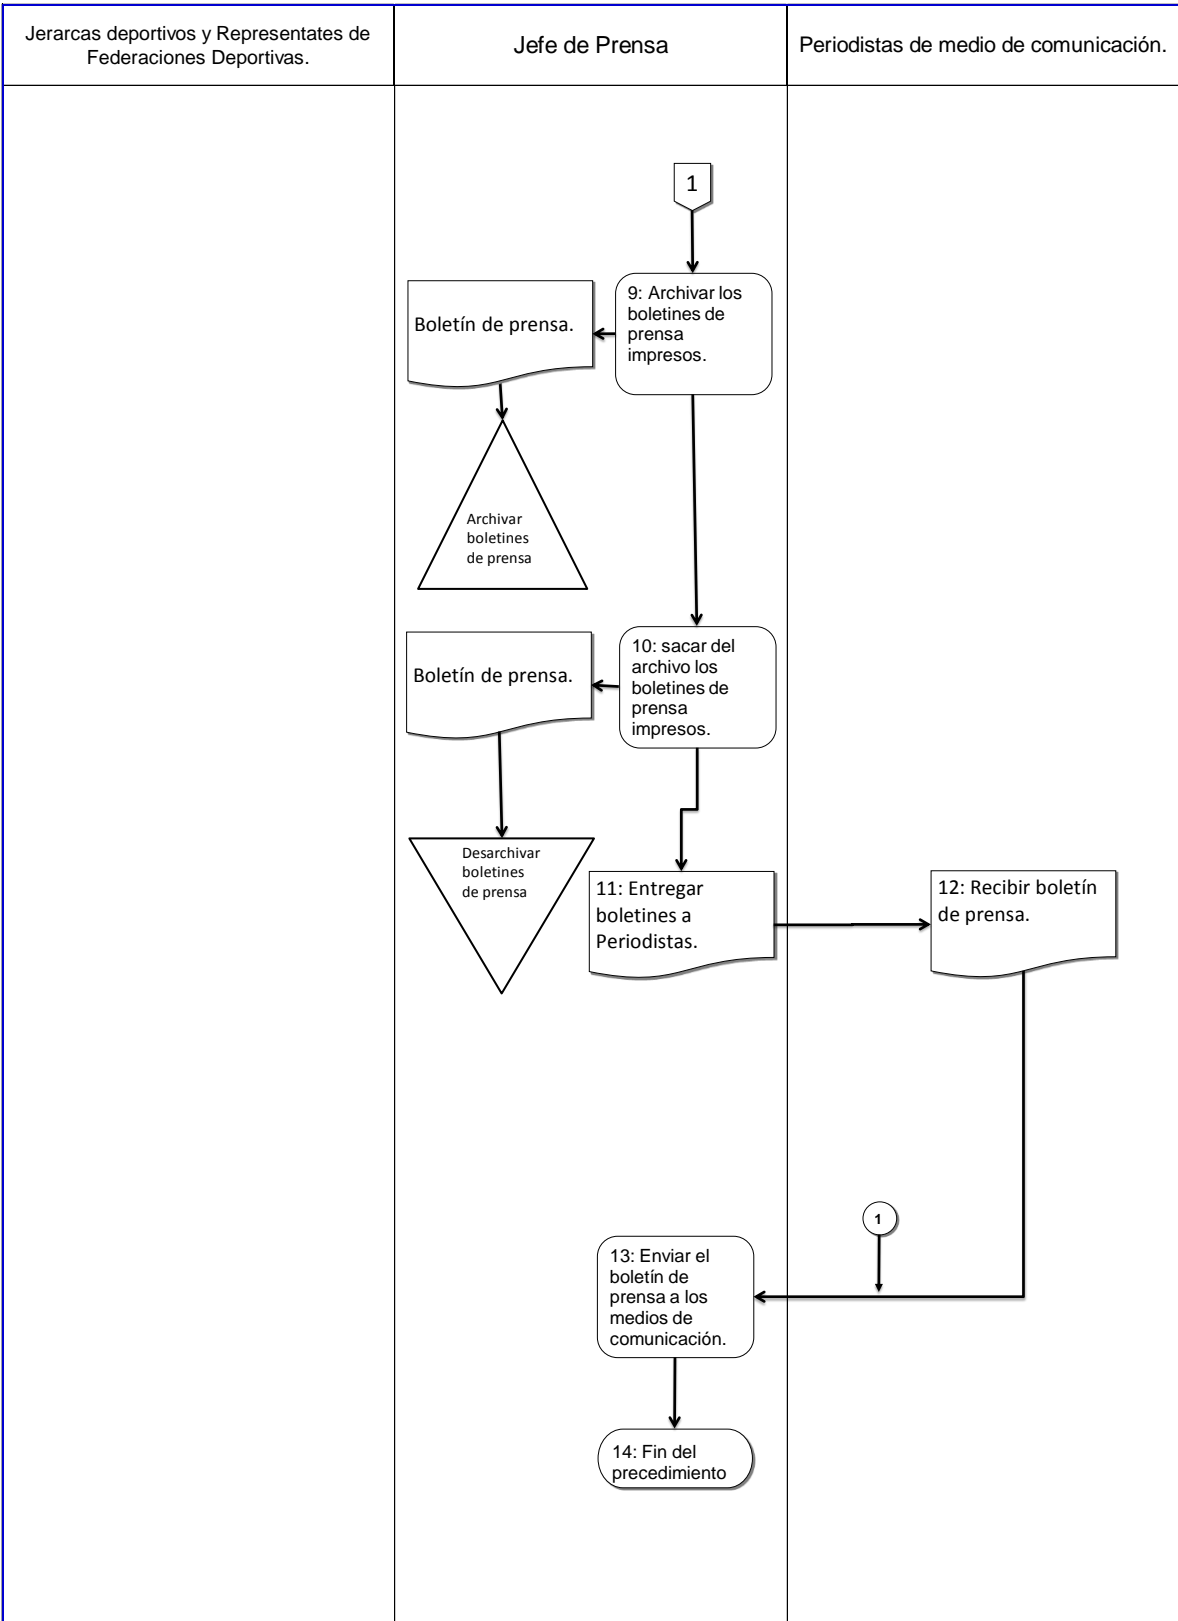 Jerarcas deportivos y Representates de
Federaciones Deportivas.
Jefe de Prensa
Periodistas de medio de comunicación.
1
Boletín de prensa.
9: Archivar los
boletines de
prensa
impresos.
Archivar
boletines
de prensa
Boletín de prensa.
10: sacar del
archivo los
boletines de
prensa
impresos.
Desarchivar
boletines
de prensa
11: Entregar
boletines a
Periodistas.
12: Recibir boletín
de prensa.
1
13: Enviar el
boletín de
prensa a los
medios de
comunicación.
14: Fin del
precedimiento